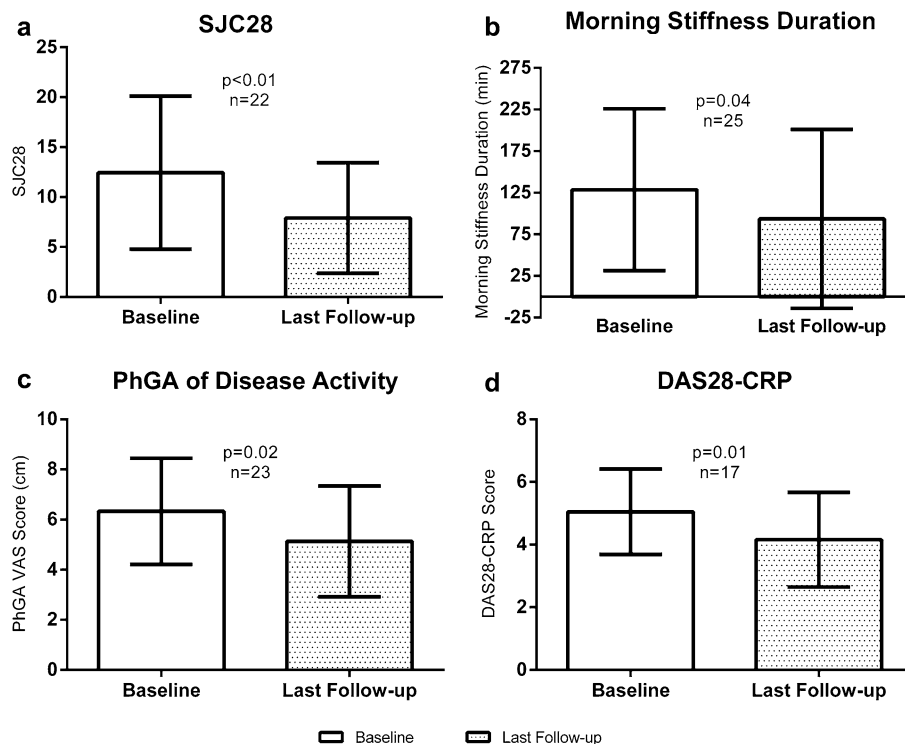 a
SJC28
25
20
15
10
5
0
SJC28
p<0.01
n=22
Baseline
Last Follow-up
b
Morning Stiffness Duration
275
225
175
125
75
25
-25
Morning Stiffness Duration (min)
p=0.04
n=25
Baseline
Last Follow-up
c
PhGA of Disease Activity
10
8
6
4
2
0
PhGA VAS Score (cm)
p=0.02
n=23
Baseline
Last Follow-up
d
DAS28-CRP
8
6
4
2
0
DAS28-CRP Score
p=0.01
n=17
Baseline
Last Follow-up
Baseline
Last Follow-up